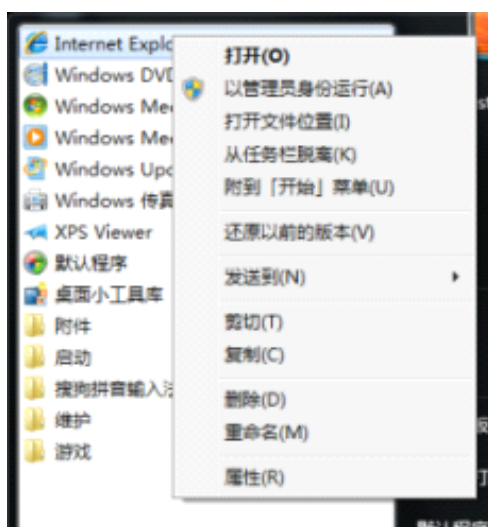 Internet Explo
Windows DVD
Windows Med
Windows Med
Windows Upd
Windows 传真
XPS Viewer
默认程序
桌面小工具库
附件
启动
搜狗拼音输入法
维护
游戏
打开(O)
以管理员身份运行(A)
打开文件位置(I)
从任务栏脱离(K)
附到「开始」菜单(U)
还原以前的版本(V)
发送到(N)
剪切(T)
复制(C)
删除(D)
重命名(M)
属性(R)